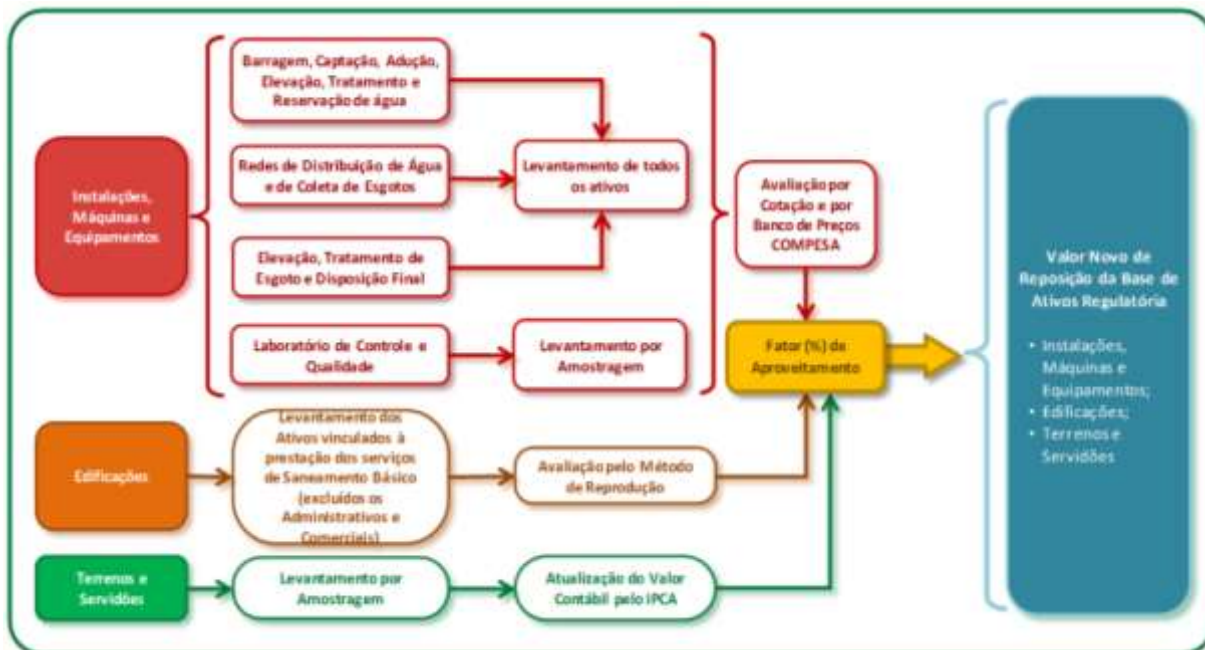 Barragem, Captação, Adução,
Elevação, Tratamento e
Reservação de água
Instalações,
Máquinas e
Equipamentos
Redes de Distribuição de Água
e de Coleta de Esgotos
Levantamento de todos
os ativos
Elevação, Tratamento de
Esgoto e Disposição Final
Laboratório de Controle e
Qualidade
Levantamento por
Amostragem
Avaliação por
Cotação e por
Banco de Preços
COMPESA
Fator (%) de
Aproveitamento
Edificações
Levantamento dos
Ativos vinculados à
prestação dos serviços
de Saneamento Básico
(excluídos os
Administrativos e
Comerciais)
Avaliação pelo Método
de Reprodução
Terrenos e
Servidões
Levantamento por
Amostragem
Atualização do Valor
Contábil pelo IPCA
Valor Novo de
Reposição da Base de
Ativos Regulatória
• Instalações,
Máquinas e
Equipamentos;
• Edificações;
• Terrenos e
Servidões